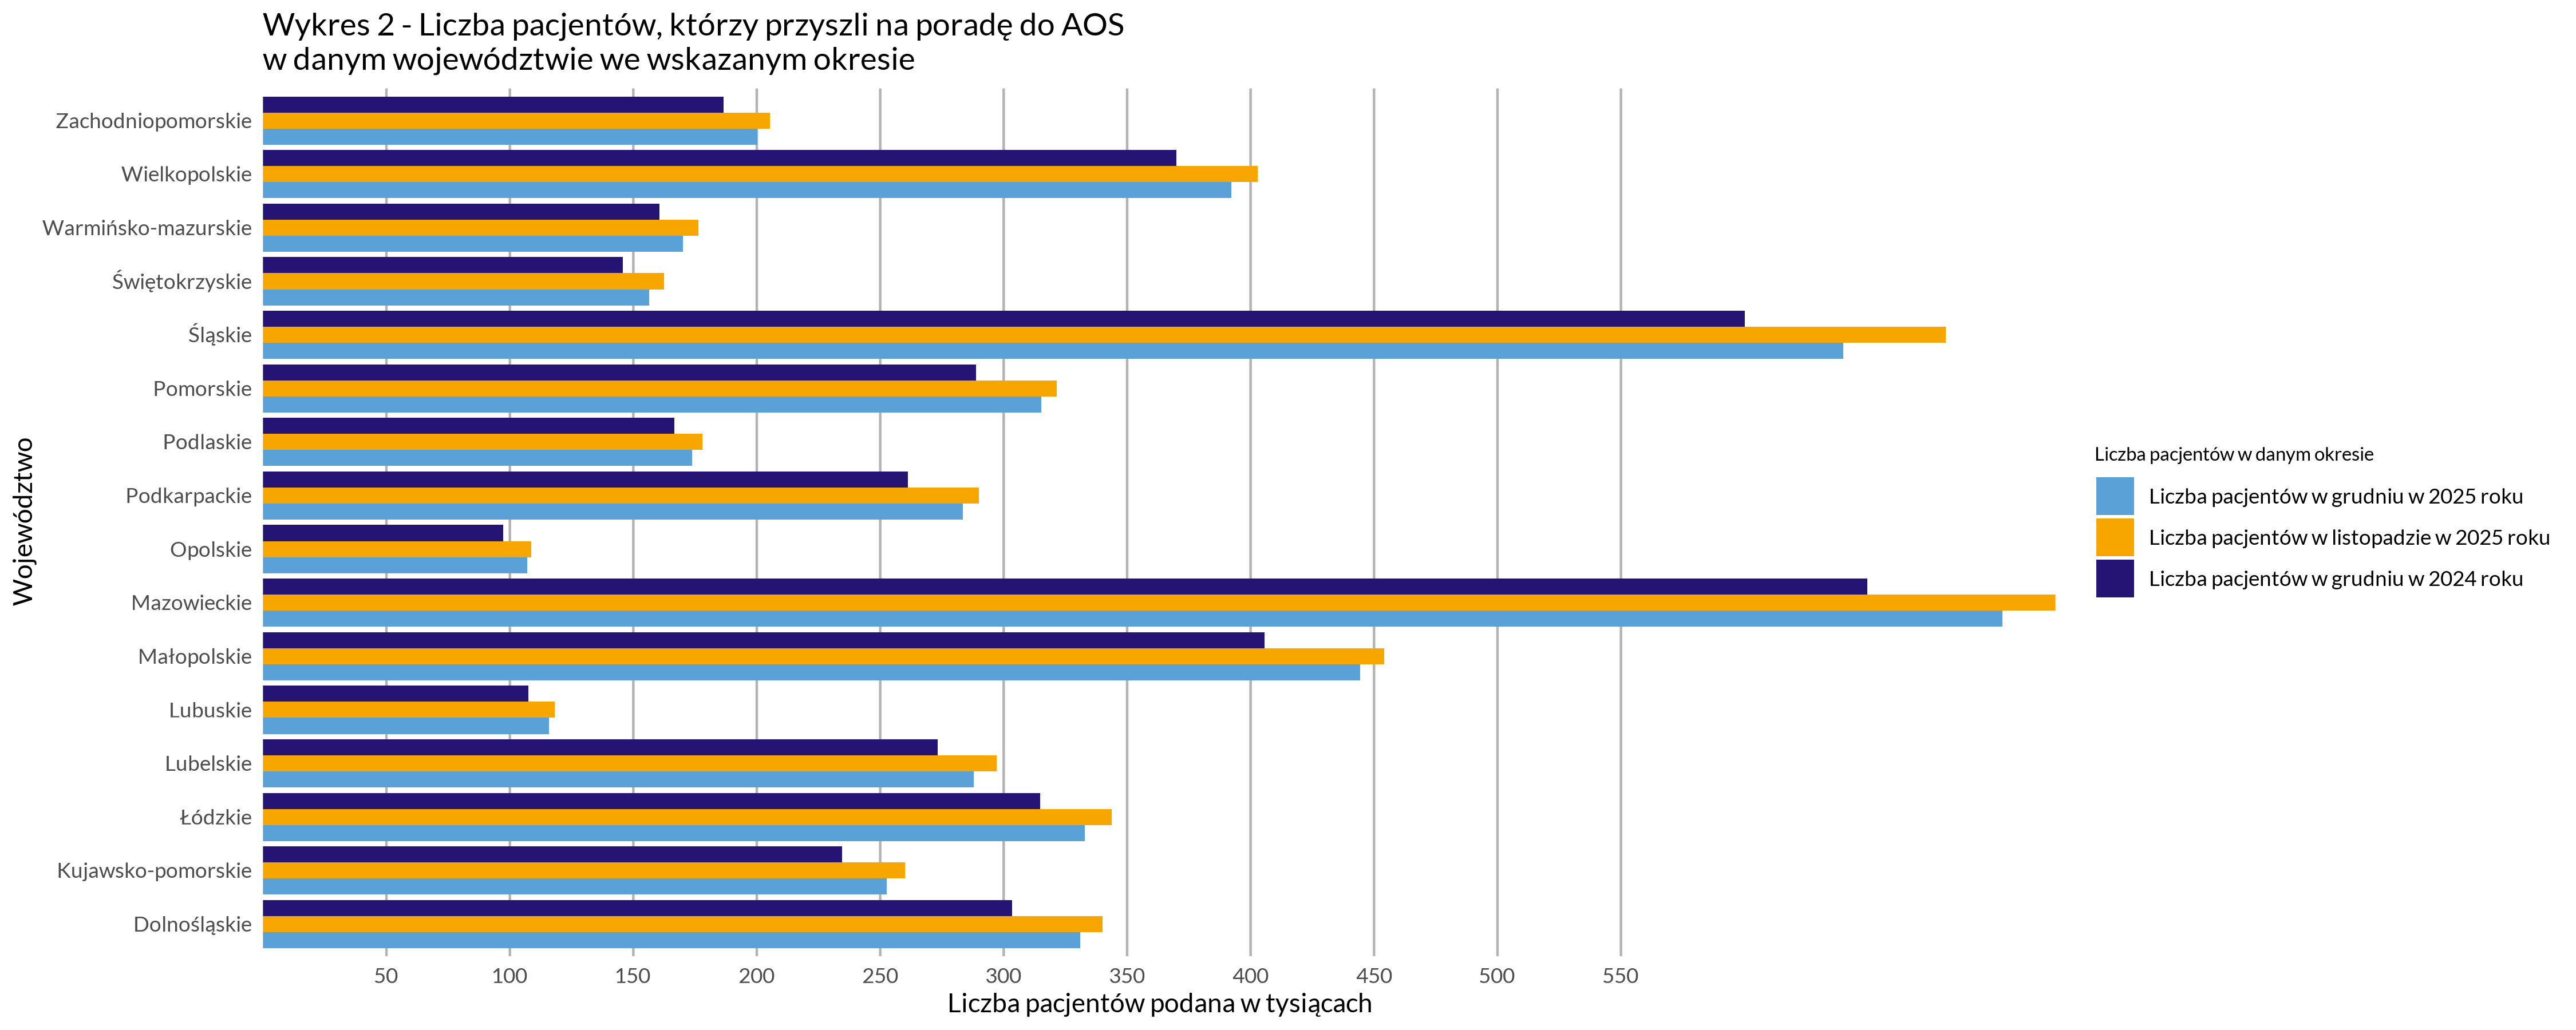 Wykres 2 - Liczba pacjentów, którzy przyszli na poradę do AOS
w danym województwie we wskazanym okresie
Województwo
Zachodniopomorskie
Wielkopolskie
Warmińsko-mazurskie
Świętokrzyskie
Śląskie
Pomorskie
Podlaskie
Podkarpackie
Opolskie
Mazowieckie
Małopolskie
Lubuskie
Lubelskie
Łódzkie
Kujawsko-pomorskie
Dolnośląskie
50 100 150 200 250 300 350 400 450 500 550
Liczba pacjentów podana w tysiącach
Liczba pacjentów w danym okresie
Liczba pacjentów w grudniu w 2025 roku
Liczba pacjentów w listopadzie w 2025 roku
Liczba pacjentów w grudniu w 2024 roku